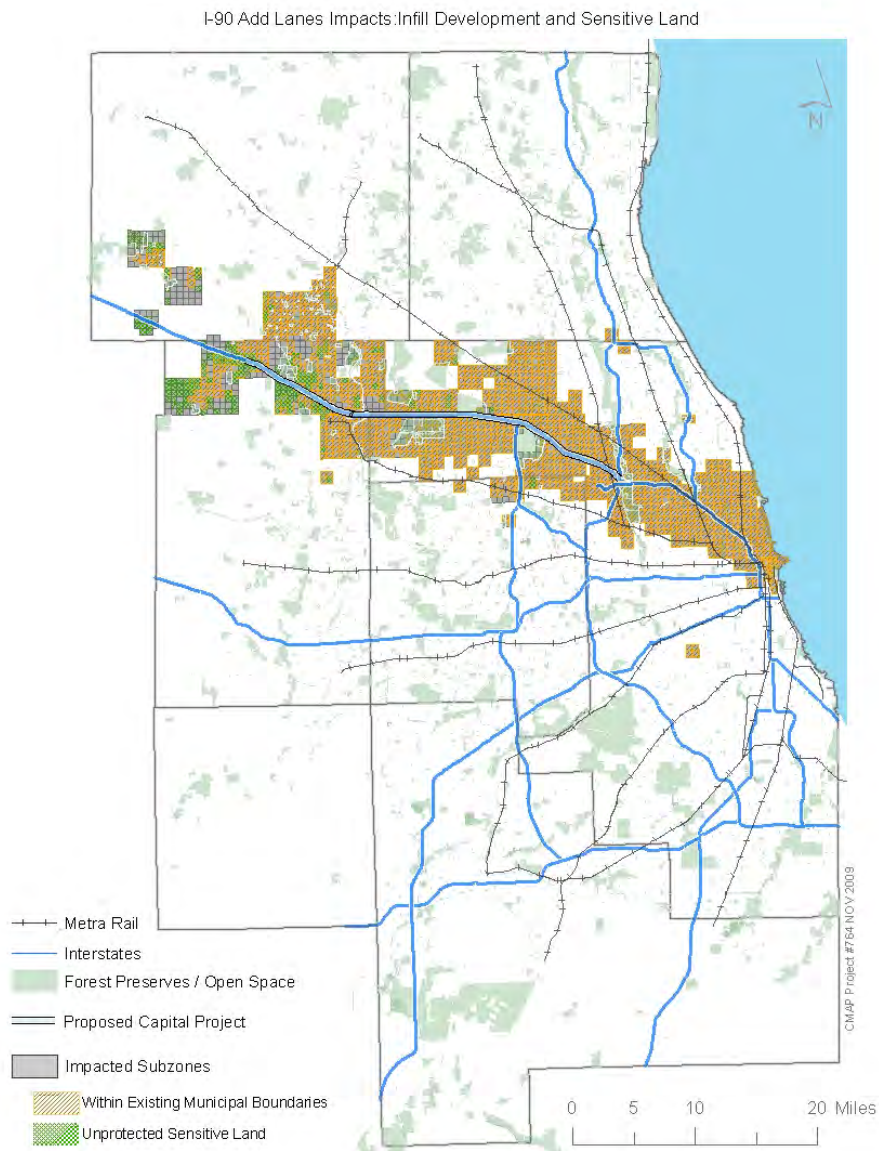 I-90 Add Lanes Impacts:Infill Development and Sensitive Land
N
Metra Rail
Interstates
Forest Preserves / Open Space
Proposed Capital Project
Impacted Subzones
Within Existing Municipal Boundaries
Unprotected Sensitive Land
0 5 10 20 Miles
CMAP Project #764 NOV 2009